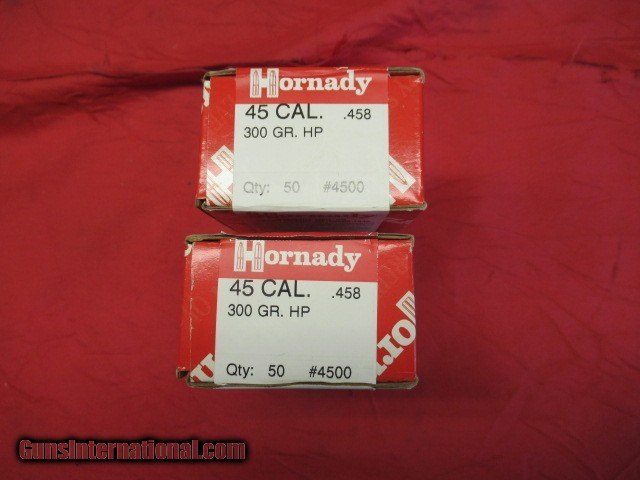 Hornady
45 CAL. .458
300 GR. HP
Qty: 50 #4500
Hornady
45 CAL. .458
300 GR. HP
Qty: 50 #4500
GunsInternational.com